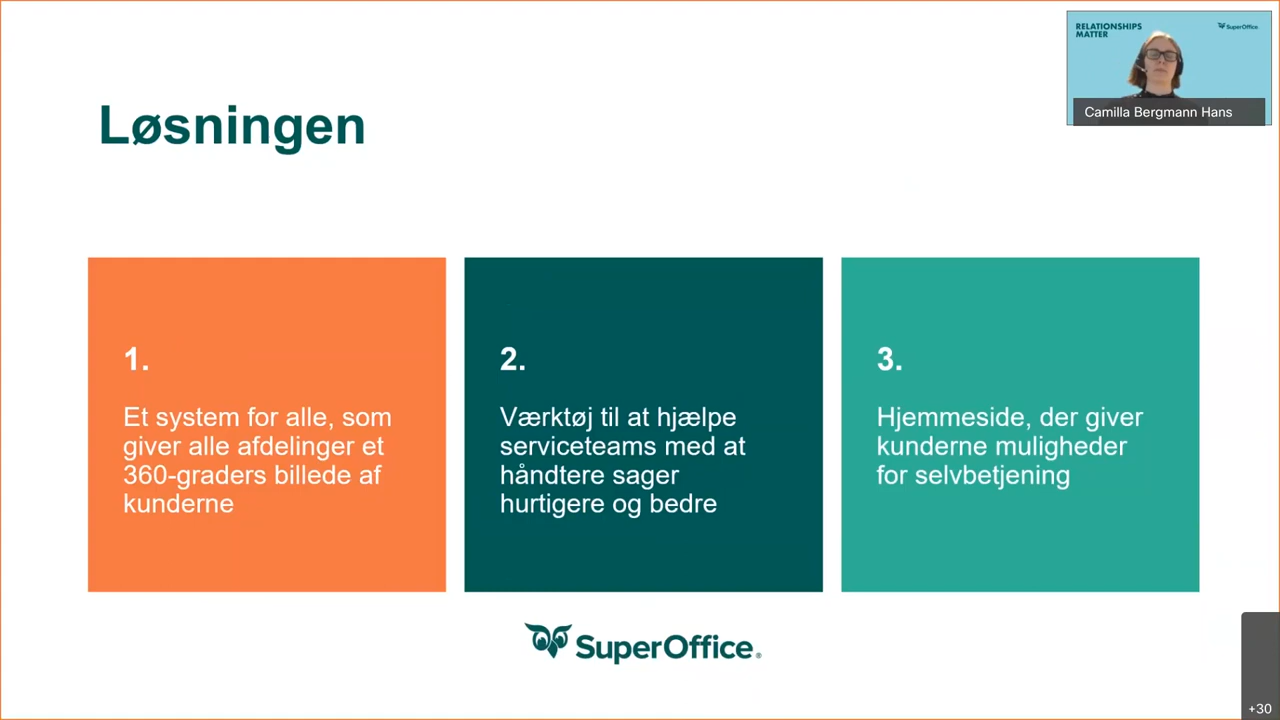 RELATIONSHIPS
MATTER
SuperOffice
Camilla Bergmann Hans
Løsningen
1.
Et system for alle, som
giver alle afdelinger et
360-graders billede af
kunderne
2.
Værktøj til at hjælpe
serviceteams med at
håndtere sager
hurtigere og bedre
3.
Hjemmeside, der giver
kunderne muligheder
for selvbetjening
SuperOffice®
+30